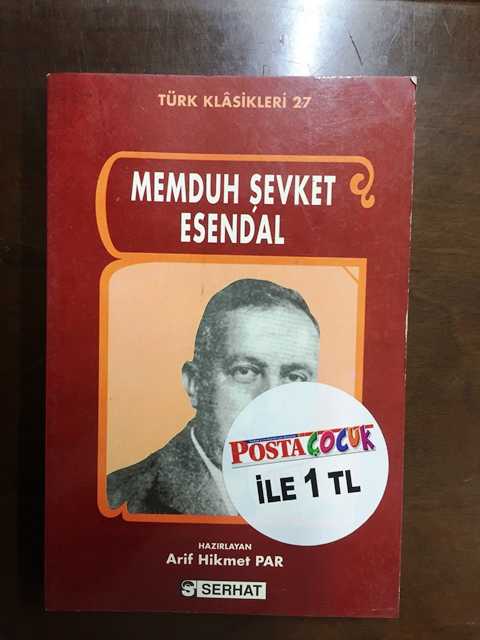 TÜRK KLÂSİKLERİ 27
MEMDUH ŞEVKET
ESENDAL
POSTA ÇOCUK
İLE 1 TL
HAZIRLAYAN
Arif Hikmet PAR
SERHAT